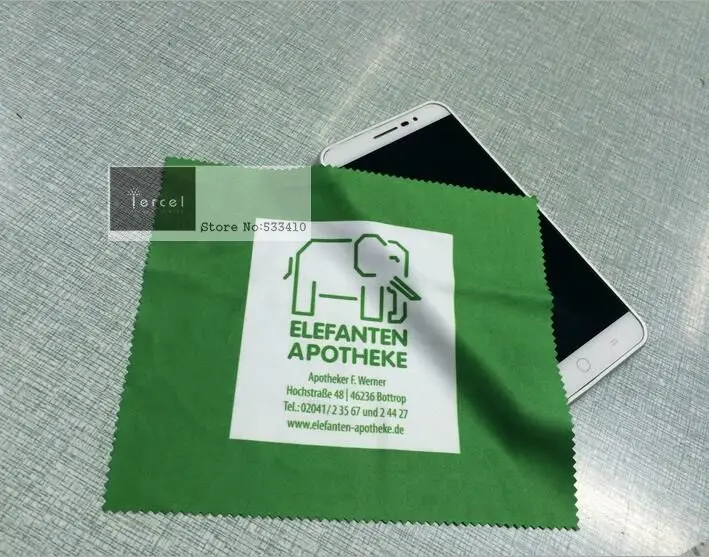 Tercel
Store No:533410
ELEFANTEN
APOTHEKE
Apotheker F. Werner
Hochstraße 48 | 46236 Bottrop
Tel.: 02041/ 2 35 67 und 2 44 27
www.elefanten-apotheke.de